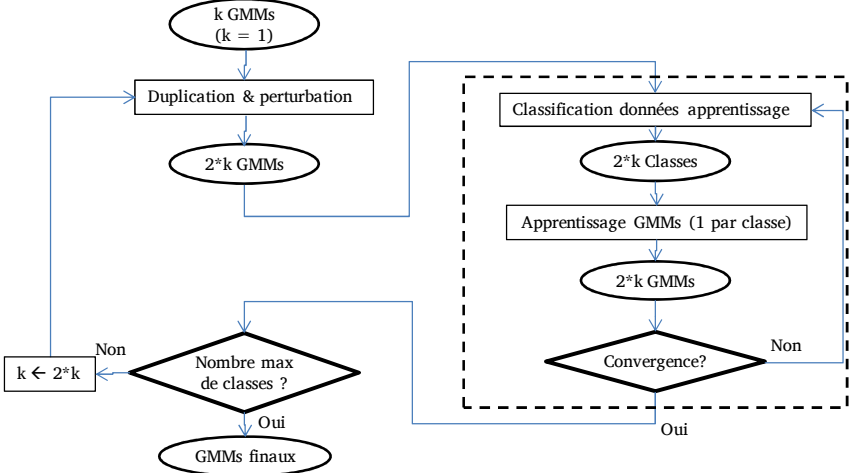 k GMMs
(k = 1)
Duplication & perturbation
2*k GMMs
Classification données apprentissage
2*k Classes
Apprentissage GMMs (1 par classe)
2*k GMMs
Convergence?
Non
Oui
Nombre max
de classes ?
Non
k ← 2*k
Oui
GMMs finaux